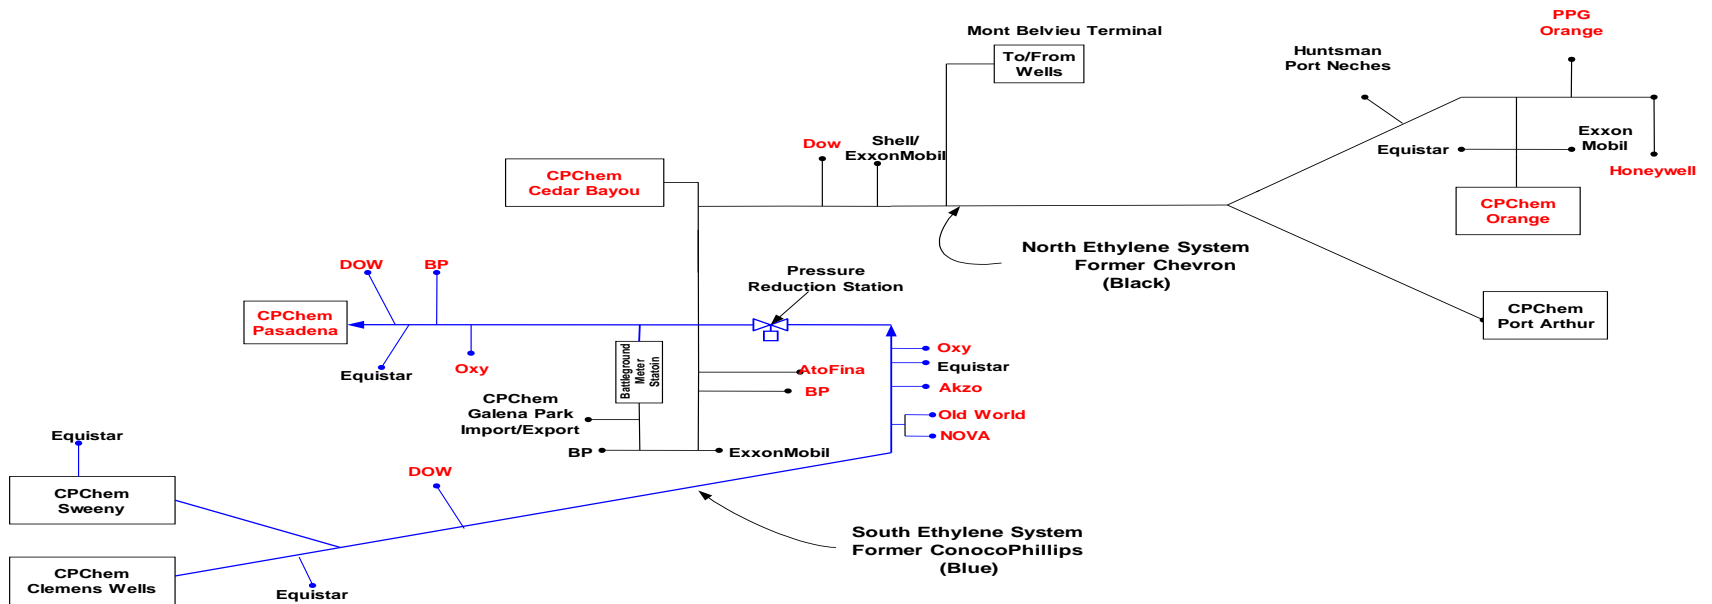 PPG
Orange
Mont Belvieu Terminal
To/From
Wells
Huntsman
Port Neches
Dow
Shell/
ExxonMobil
Equistar
Exxon
Mobil
Honeywell
CPChem
Cedar Bayou
CPChem
Orange
North Ethylene System
Former Chevron
(Black)
DOW
BP
Pressure
Reduction Station
CPChem
Pasadena
CPChem
Port Arthur
Equistar
Oxy
Battleground
Meter
Statoin
AtoFina
BP
Oxy
Equistar
Akzo
Old World
NOVA
CPChem
Galena Park
Import/Export
BP
ExxonMobil
Equistar
DOW
CPChem
Sweeny
South Ethylene System
Former ConocoPhillips
(Blue)
CPChem
Clemens Wells
Equistar